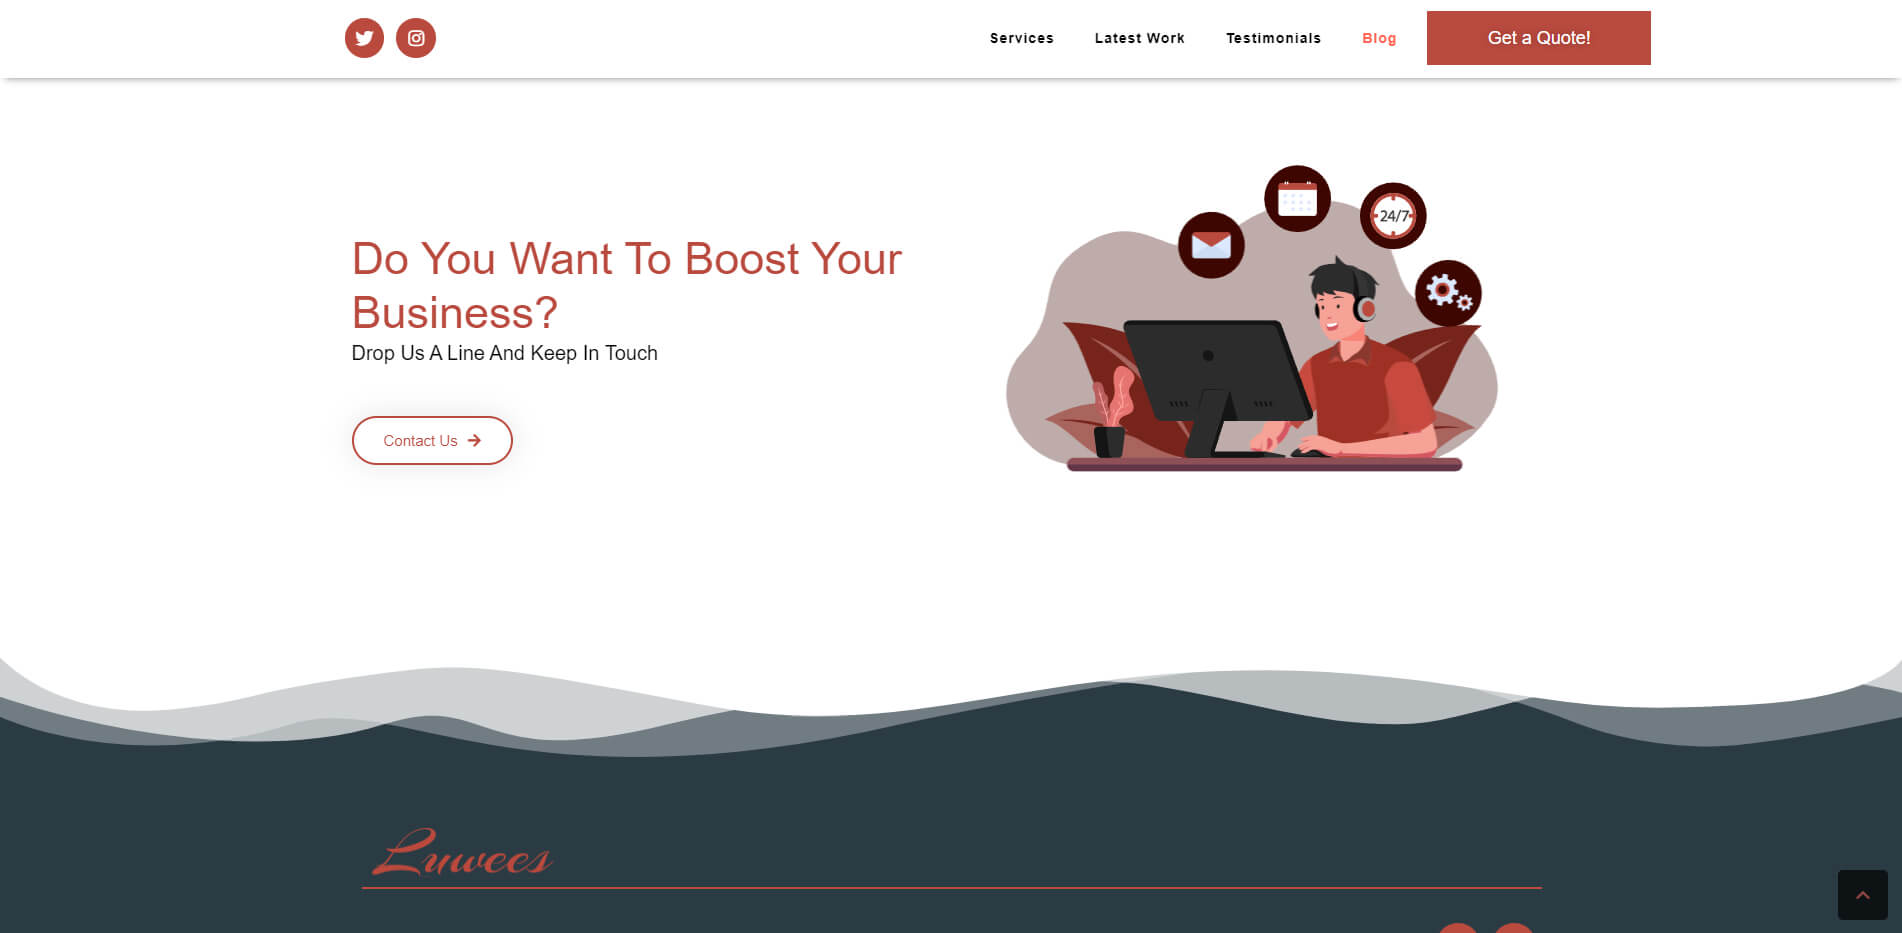 Services Latest Work Testimonials Blog Get a Quote!
24/7
Do You Want To Boost Your
Business?
Drop Us A Line And Keep In Touch
Contact Us
Luwees